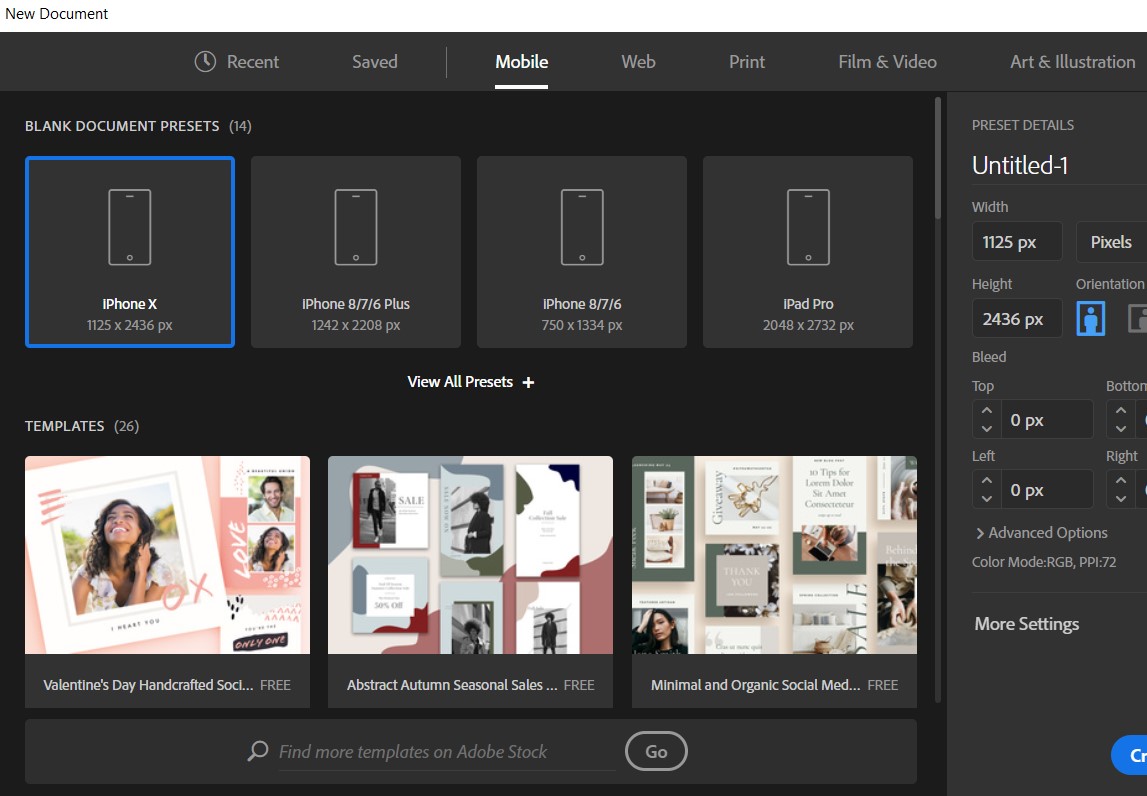 New Document
Recent
Saved
Mobile
Web
Print
Film & Video
Art & Illustration
BLANK DOCUMENT PRESETS (14)
iPhone X
1125 x 2436 px
iPhone 8/7/6 Plus
1242 x 2208 px
iPhone 8/7/6
750 x 1334 px
iPad Pro
2048 x 2732 px
View All Presets +
TEMPLATES (26)
A BEAUTIFUL UNION
LOVE
OX
I HEART YOU
YOU'RE THE
ONLY ONE
SALE
Fall
Collection Sale
50% Off
Giveaway
10 Tips for
Lorem Dolor
Sit Amet
Consecteteur
THANK
YOU
Behind
SPRING COLLECTION
SALE
Valentine's Day Handcrafted Soci... FREE
Abstract Autumn Seasonal Sales ... FREE
Minimal and Organic Social Med... FREE
Find more templates on Adobe Stock
Go
PRESET DETAILS
Untitled-1
Width
1125 px
Pixels
Height
Orientation
2436 px
Bleed
Top
Bottom
0 px
Left
Right
0 px
Advanced Options
Color Mode:RGB, PPI:72
More Settings
Cr